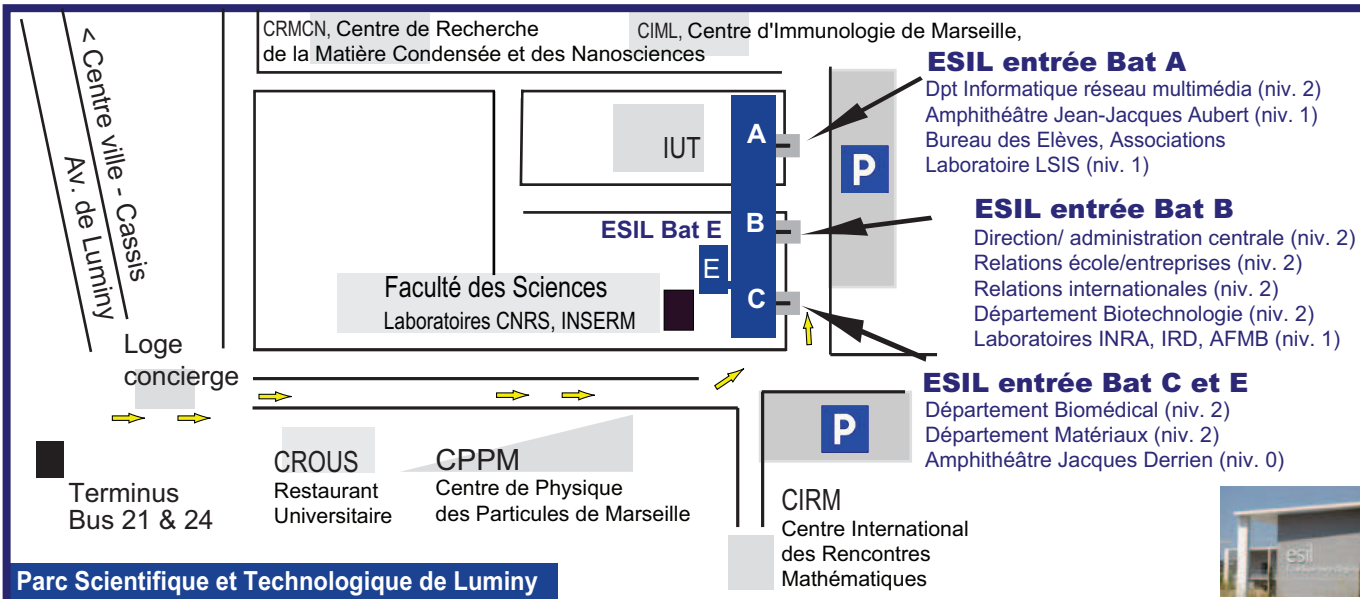 CRMCN, Centre de Recherche
de la Matière Condensée et des Nanosciences
CIML, Centre d'Immunologie de Marseille,
< Centre ville - Cassis
Av. de Luminy
ESIL entrée Bat A
Dpt Informatique réseau multimédia (niv. 2)
Amphithéâtre Jean-Jacques Aubert (niv. 1)
Bureau des Elèves, Associations
Laboratoire LSIS (niv. 1)
IUT
A
P
ESIL Bat E
B
E
C
ESIL entrée Bat B
Direction/ administration centrale (niv. 2)
Relations école/entreprises (niv. 2)
Relations internationales (niv. 2)
Département Biotechnologie (niv. 2)
Laboratoires INRA, IRD, AFMB (niv. 1)
Faculté des Sciences
Laboratoires CNRS, INSERM
Loge
concierge
ESIL entrée Bat C et E
Département Biomédical (niv. 2)
Département Matériaux (niv. 2)
Amphithéâtre Jacques Derrien (niv. 0)
P
Terminus
Bus 21 & 24
CROUS
Restaurant
Universitaire
CPPM
Centre de Physique
des Particules de Marseille
CIRM
Centre International
des Rencontres
Mathématiques
esil
Parc Scientifique et Technologique de Luminy